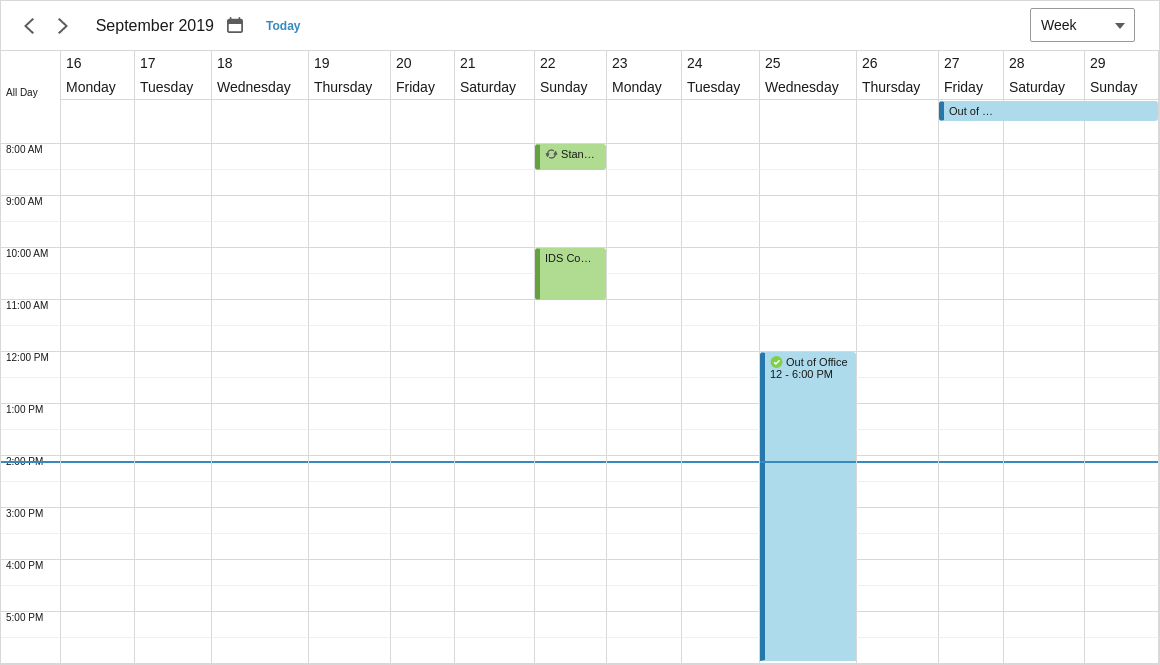 September 2019
Today
Week
All Day
16 Monday
17 Tuesday
18 Wednesday
19 Thursday
20 Friday
21 Saturday
22 Sunday
23 Monday
24 Tuesday
25 Wednesday
26 Thursday
27 Friday
28 Saturday
29 Sunday
Out of ...
8:00 AM
Stan...
9:00 AM
10:00 AM
IDS Co...
11:00 AM
12:00 PM
Out of Office
12 - 6:00 PM
1:00 PM
2:00 PM
3:00 PM
4:00 PM
5:00 PM